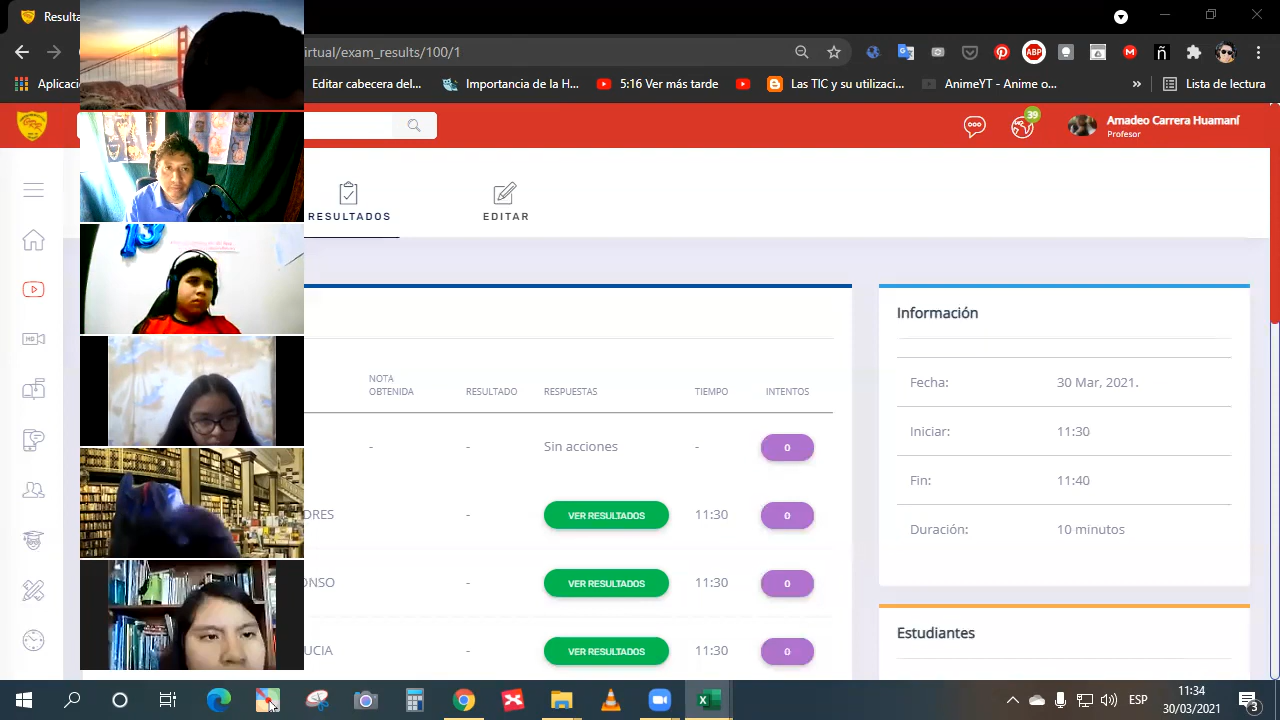 Result
irtual/exam_results/100/1
Aplicacio
Editar cabecera del...
Importancia de la H...
5:16 Ver más tarde
Las TIC y su utilizaci...
AnimeYT - Anime o...
»
Lista de lectura
39
Amadeo Carrera Huamaní
Profesor
RESULTADOS
EDITAR
Información
Fecha: 30 Mar, 2021.
Iniciar: 11:30
Fin: 11:40
Duración: 10 minutos
Estudiantes
NOTA OBTENIDA RESULTADO RESPUESTAS TIEMPO INTENTOS
- - Sin acciones - 0
DRES - VER RESULTADOS 11:30 0
ONSO - VER RESULTADOS 11:30 0
UCIA - VER RESULTADOS 11:30 0
ESP
11:34
30/03/2021
3